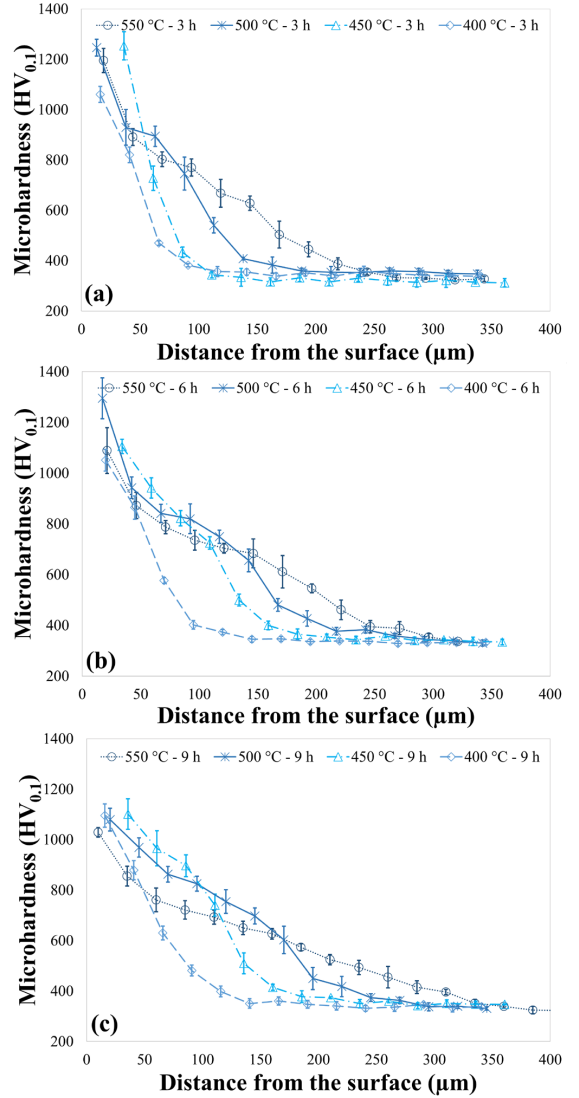 1400
550 °C - 3 h 500 °C - 3 h 450 °C - 3 h 400 °C - 3 h
1200
1000
800
600
400
200
Microhardness (HV0.1)
(a)
0 50 100 150 200 250 300 350 400
Distance from the surface (µm)
1400
550 °C - 6 h 500 °C - 6 h 450 °C - 6 h 400 °C - 6 h
1200
1000
800
600
400
200
Microhardness (HV0.1)
(b)
0 50 100 150 200 250 300 350 400
Distance from the surface (µm)
1400
550 °C - 9 h 500 °C - 9 h 450 °C - 9 h 400 °C - 9 h
1200
1000
800
600
400
200
Microhardness (HV0.1)
(c)
0 50 100 150 200 250 300 350 400
Distance from the surface (µm)